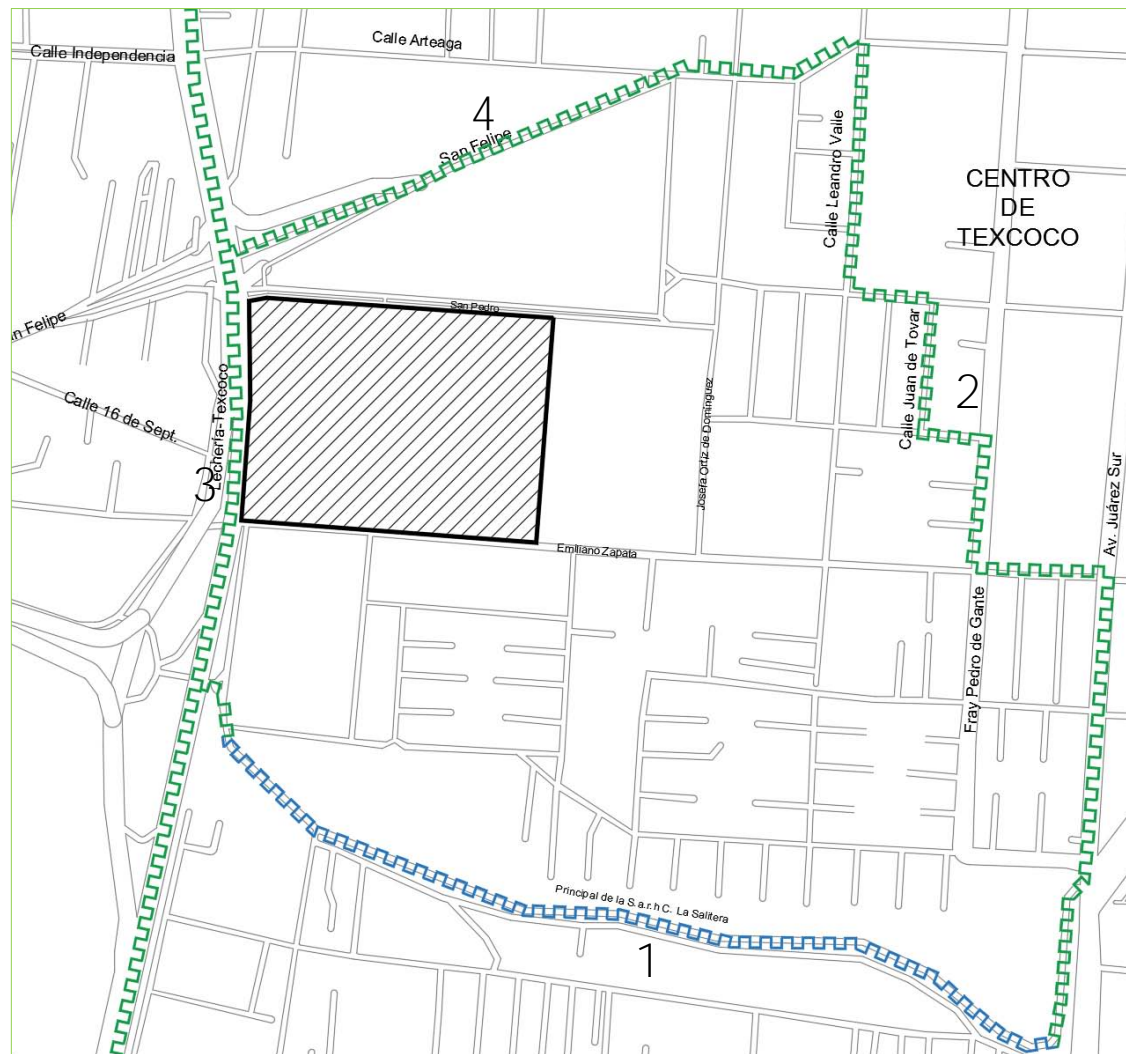 Calle Arteaga
Calle Independencia
4
San Felipe
Calle Leandro Valle
CENTRO
DE
TEXCOCO
San Pedro
n Felipe
Lechería-Texcoco
Calle Juan de Tovar
2
Josefa Ortiz de Domínguez
Calle 16 de Sept.
3
Av. Juárez Sur
Emiliano Zapata
Fray Pedro de Gante
Principal de la S.a.r.h C. La Salitera
1